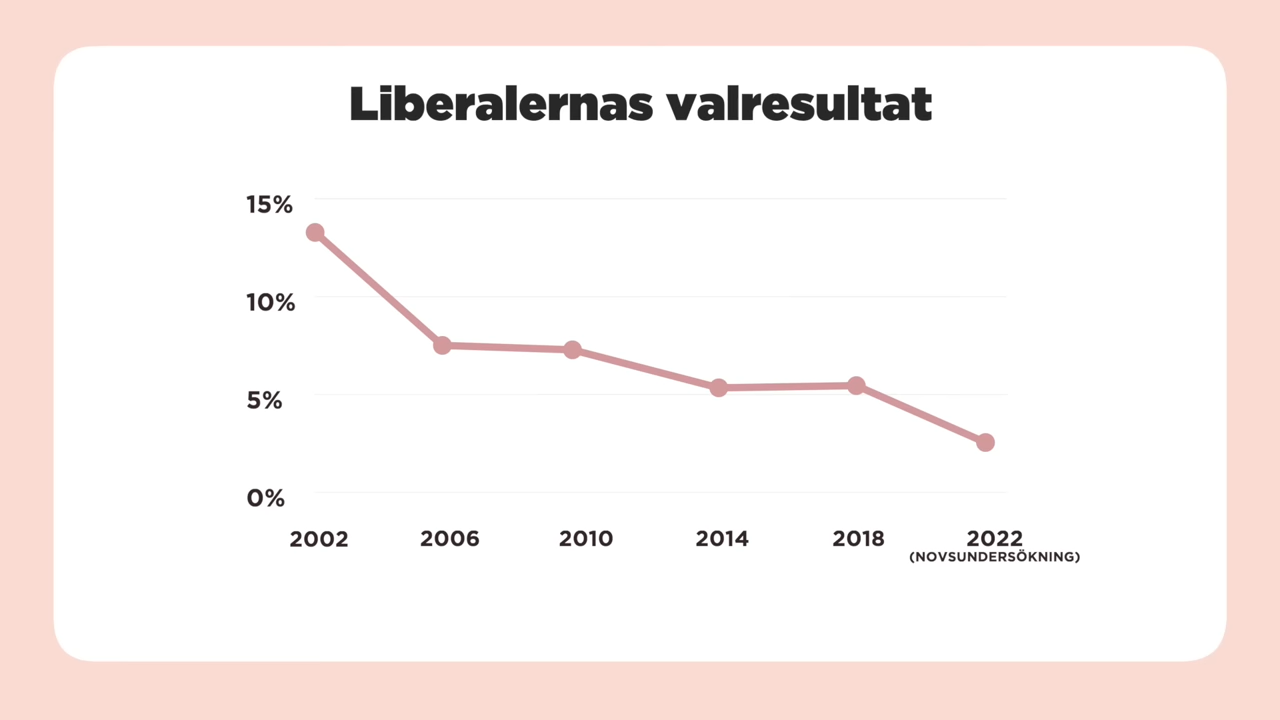 Liberalernas valresultat
15%
10%
5%
0%
2002 2006 2010 2014 2018 2022
(NOVSUNDERSÖKNING)